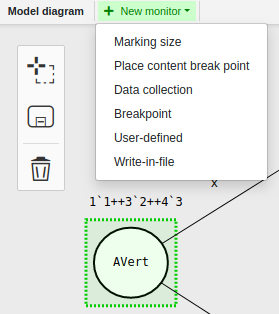 Model diagram + New monitor
Marking size
Place content break point
Data collection
Breakpoint
User-defined
Write-in-file
x
1`1++3`2++4`3
AVert